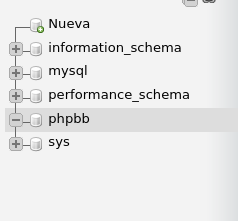 Nueva
information_schema
mysql
performance_schema
phpbb
sys